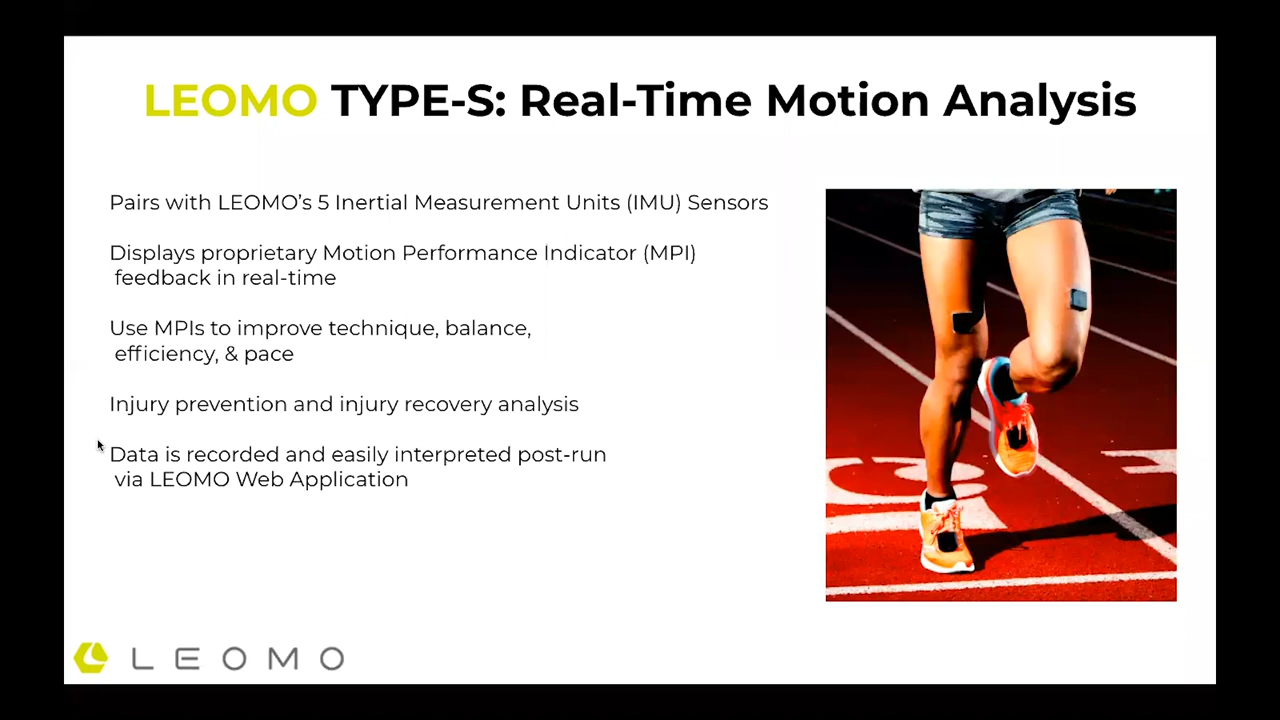 LEOMO TYPE-S: Real-Time Motion Analysis
Pairs with LEOMO’s 5 Inertial Measurement Units (IMU) Sensors
Displays proprietary Motion Performance Indicator (MPI)
feedback in real-time
Use MPIs to improve technique, balance,
efficiency, & pace
Injury prevention and injury recovery analysis
Data is recorded and easily interpreted post-run
via LEOMO Web Application
LEOMO